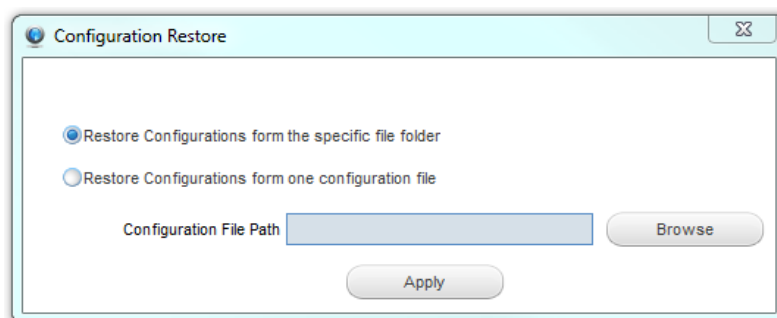 Configuration Restore
Restore Configurations form the specific file folder
Restore Configurations form one configuration file
Configuration File Path
Browse
Apply